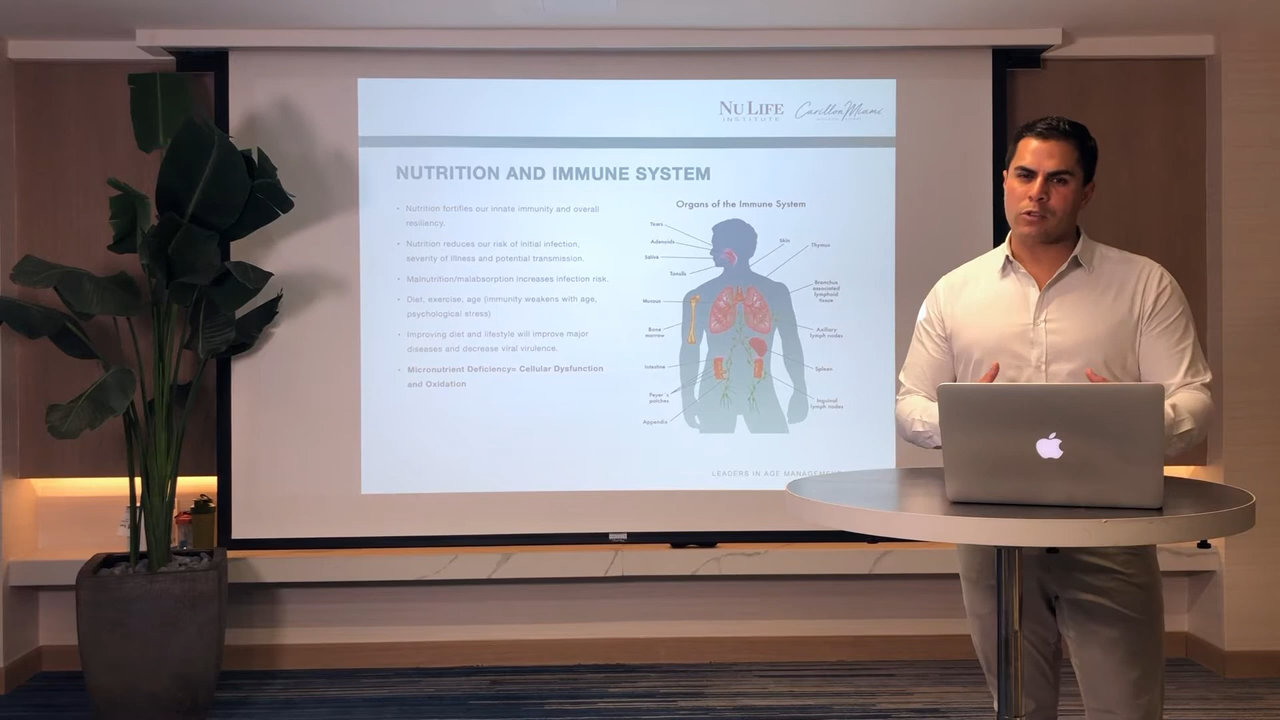 NU LIFE
INSTITUTE
Carillon Miami
NUTRITION AND IMMUNE SYSTEM
• Nutrition fortifies our innate immunity and overall
resiliency.
• Nutrition reduces our risk of initial infection,
severity of illness and potential transmission.
• Malnutrition/malabsorption increases infection risk.
• Diet, exercise, age (immunity weakens with age,
psychological stress)
• Improving diet and lifestyle will improve major
diseases and decrease viral virulence.
• Micronutrient Deficiency= Cellular Dysfunction
and Oxidation
Organs of the Immune System
Tears
Adenoids
Saliva
Tonsils
Mucous
Bone
marrow
Intestine
Peyer's
patches
Appendix
Skin
Thymus
Bronchus
associated
lymphoid
tissue
Axillary
lymph nodes
Spleen
Inguinal
lymph nodes
LEADERS IN AGE MANAGEMENT